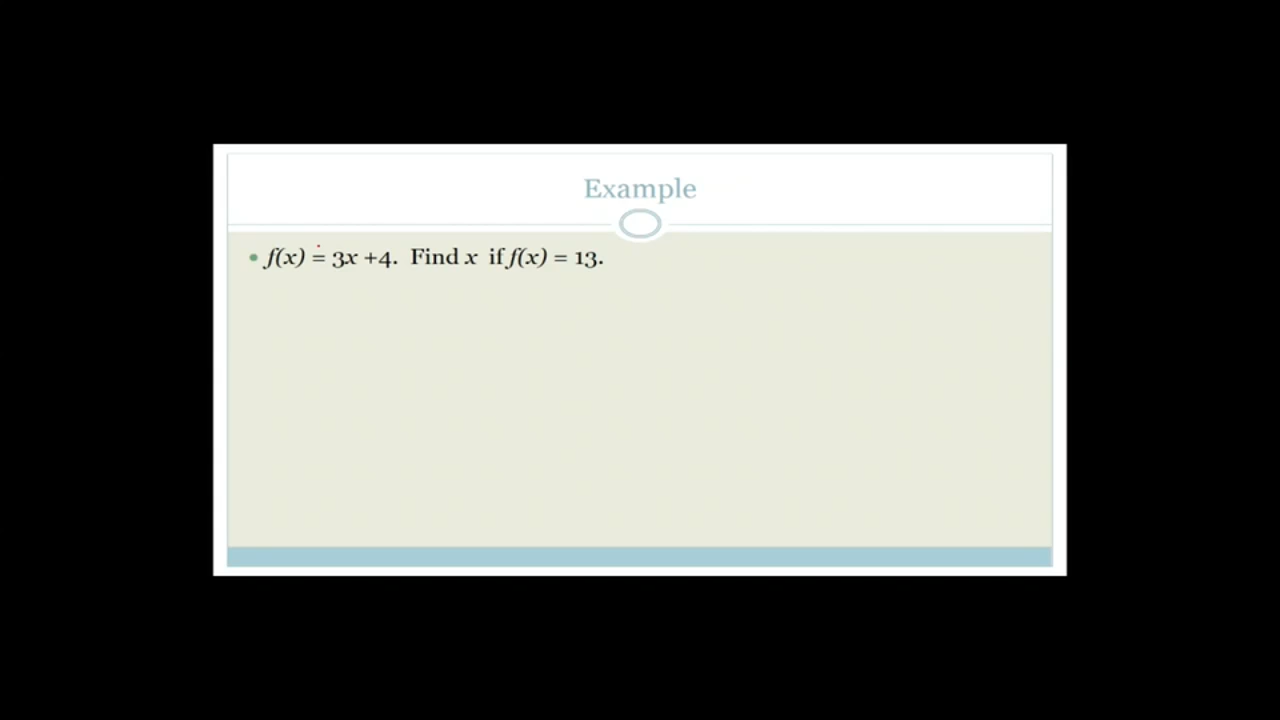 Example
• f(x) = 3x +4. Find x if f(x) = 13.